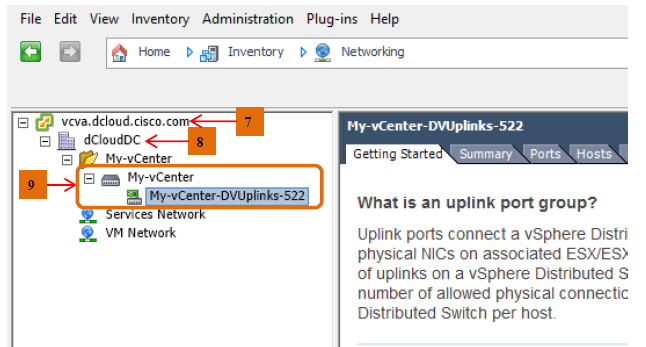 File Edit View Inventory Administration Plug-ins Help
Home Inventory Networking
vcva.dcloud.cisco.com 7
dCloudDC 8
My-vCenter
9 My-vCenter
My-vCenter-DVUplinks-522
Services Network
VM Network
My-vCenter-DVUplinks-522
Getting Started Summary Ports Hosts
What is an uplink port group?
Uplink ports connect a vSphere Distri
physical NICs on associated ESX/ESX
of uplinks on a vSphere Distributed S
number of allowed physical connectio
Distributed Switch per host.